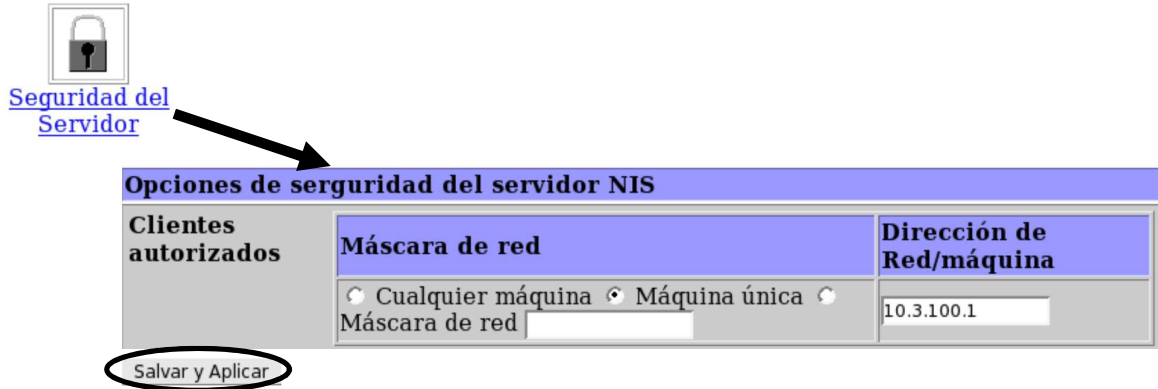 Seguridad del
Servidor
Opciones de serguridad del servidor NIS
Clientes
autorizados
Máscara de red
Dirección de
Red/máquina
Cualquier máquina Máquina única
Máscara de red
10.3.100.1
Salvar y Aplicar